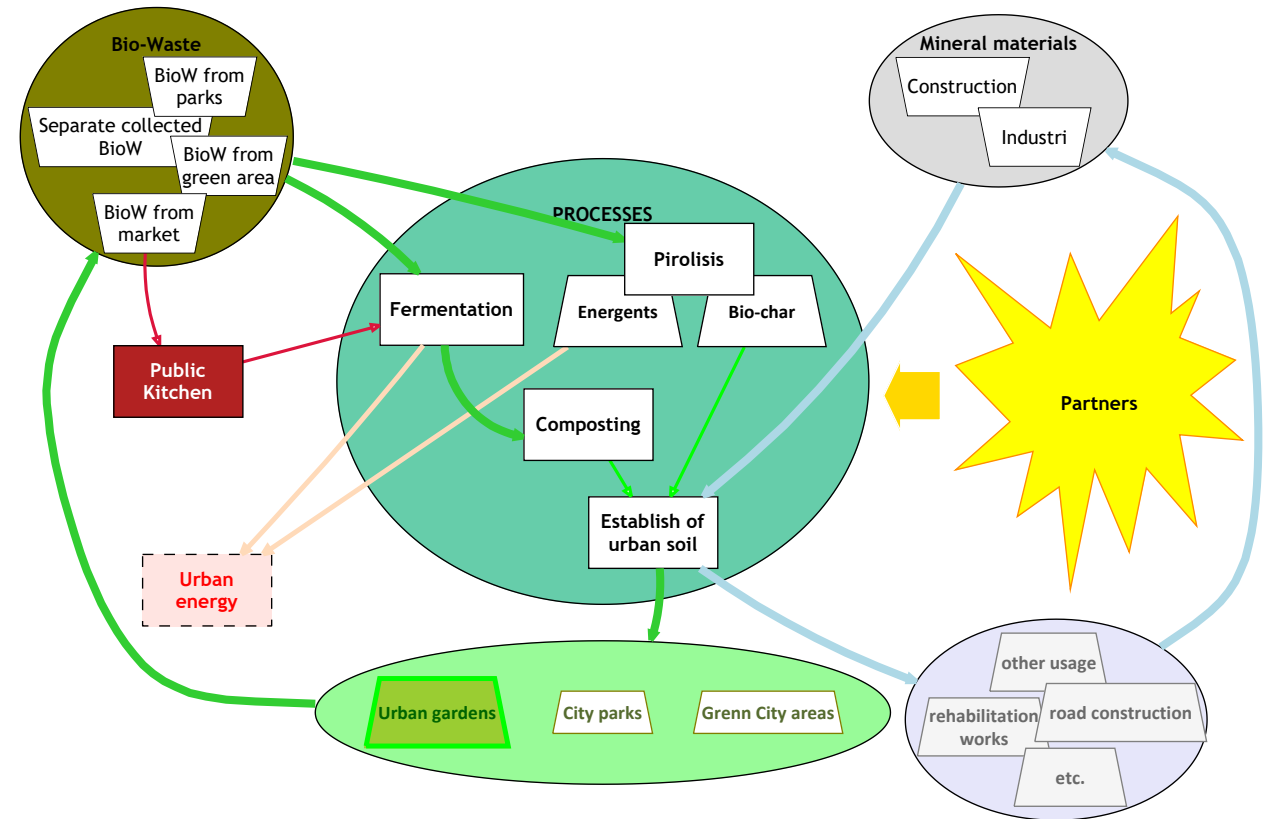 Bio-Waste
BioW from
parks
Separate collected
BioW
BioW from
green area
BioW from
market
Mineral materials
Construction
Industri
PROCESSES
Pirolisis
Fermentation
Energents
Bio-char
Public
Kitchen
Composting
Partners
Establish of
urban soil
Urban
energy
other usage
rehabilitation
works
road construction
etc.
Urban gardens
City parks
Grenn City areas